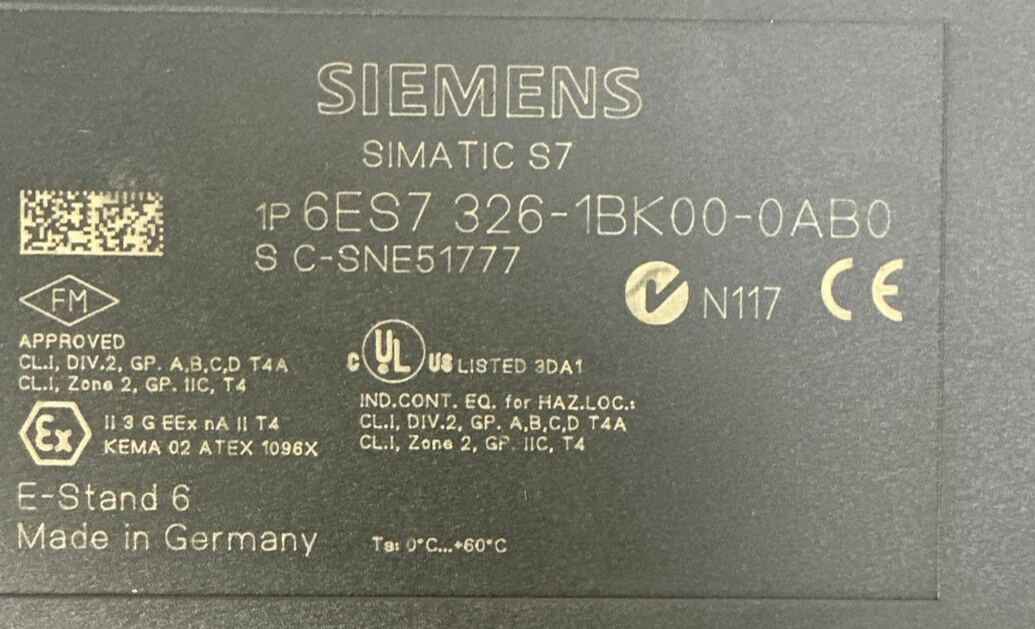 SIEMENS
SIMATIC S7
1P 6ES7 326-1BK00-0AB0
S C-SNE51777
N117 CE
FM
APPROVED
CL.I, DIV.2, GP. A,B,C,D T4A
CL.I, Zone 2, GP. IIC, T4
C UL US LISTED 3DA1
IND.CONT. EQ. for HAZ.LOC.:
CL.I, DIV.2, GP. A,B,C,D T4A
CL.I, Zone 2, GP. IIC, T4
Ex
II 3 G EEx nA II T4
KEMA 02 ATEX 1096X
E-Stand 6
Made in Germany
Ta: 0°C...+60°C